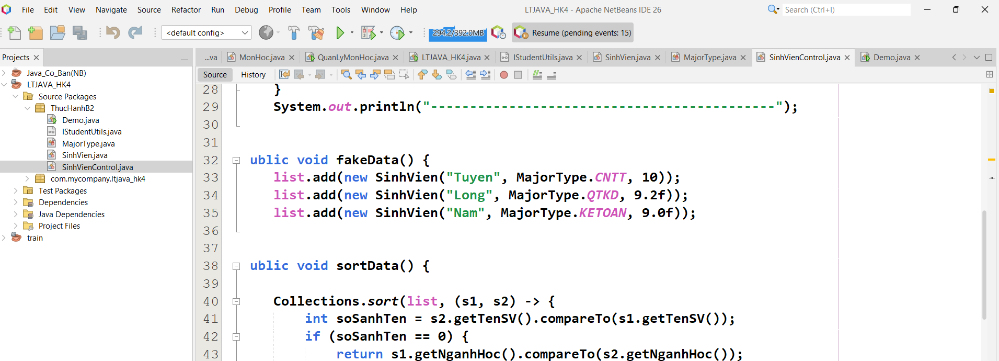 File Edit View Navigate Source Refactor Run Debug Profile Team Tools Window Help LTJAVA_HK4 - Apache NetBeans IDE 26 Search (Ctrl+I)
<default config> 294.2/392.0MB Resume (pending events: 15)
Projects ...va MonHoc.java QuanLyMonHoc.java LTJAVA_HK4.java IStudentUtils.java SinhVien.java MajorType.java SinhVienControl.java Demo.java
Source History
Java_Co_Ban(NB)
LTJAVA_HK4
Source Packages
ThucHanhB2
Demo.java
IStudentUtils.java
MajorType.java
SinhVien.java
SinhVienControl.java
com.mycompany.ltjava_hk4
Test Packages
Dependencies
Java Dependencies
Project Files
train
28 }
29 System.out.println("--------------------------------------------");
30
31
32 ublic void fakeData() {
33 list.add(new SinhVien("Tuyen", MajorType.CNTT, 10));
34 list.add(new SinhVien("Long", MajorType.QTKD, 9.2f));
35 list.add(new SinhVien("Nam", MajorType.KETOAN, 9.0f));
36
37
38 ublic void sortData() {
39
40 Collections.sort(list, (s1, s2) -> {
41 int soSanhTen = s2.getTenSV().compareTo(s1.getTenSV());
42 if (soSanhTen == 0) {
43 return s1.getNganhHoc().compareTo(s2.getNganhHoc());